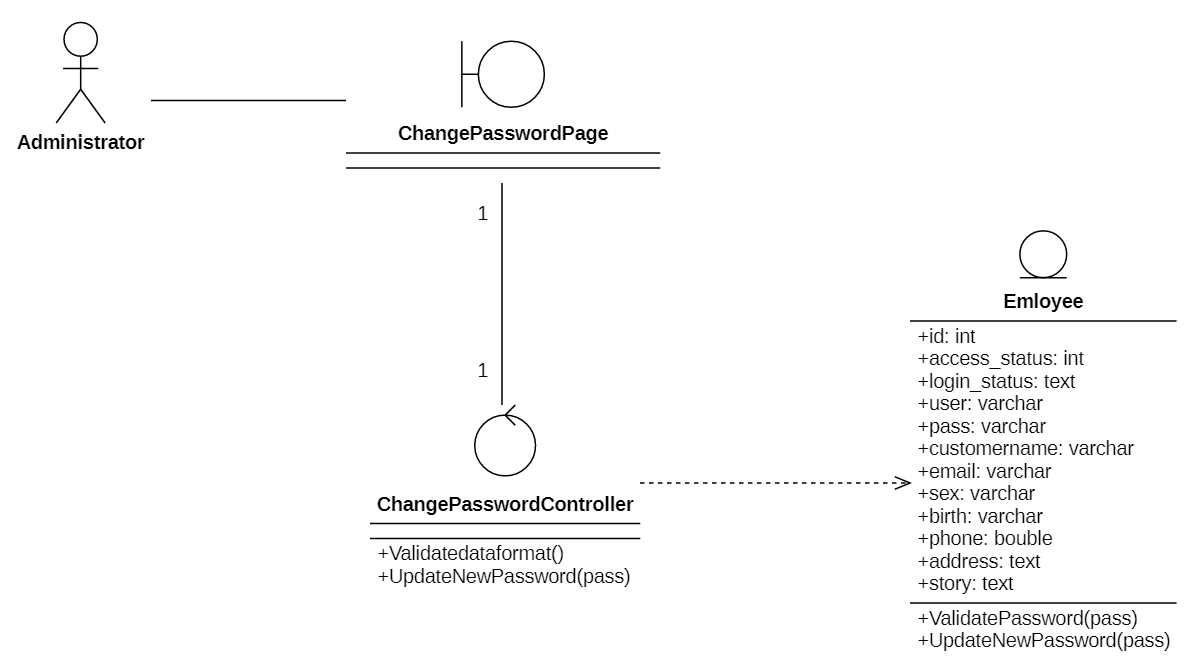 Administrator
ChangePasswordPage
1
1
ChangePasswordController
+Validatedataformat()
+UpdateNewPassword(pass)
Emloyee
+id: int
+access_status: int
+login_status: text
+user: varchar
+pass: varchar
+customername: varchar
+email: varchar
+sex: varchar
+birth: varchar
+phone: bouble
+address: text
+story: text
+ValidatePassword(pass)
+UpdateNewPassword(pass)